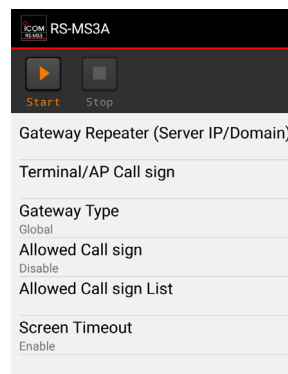 ICOM
RS-MS3
RS-MS3A
Start Stop
Gateway Repeater (Server IP/Domain)
Terminal/AP Call sign
Gateway Type
Global
Allowed Call sign
Disable
Allowed Call sign List
Screen Timeout
Enable